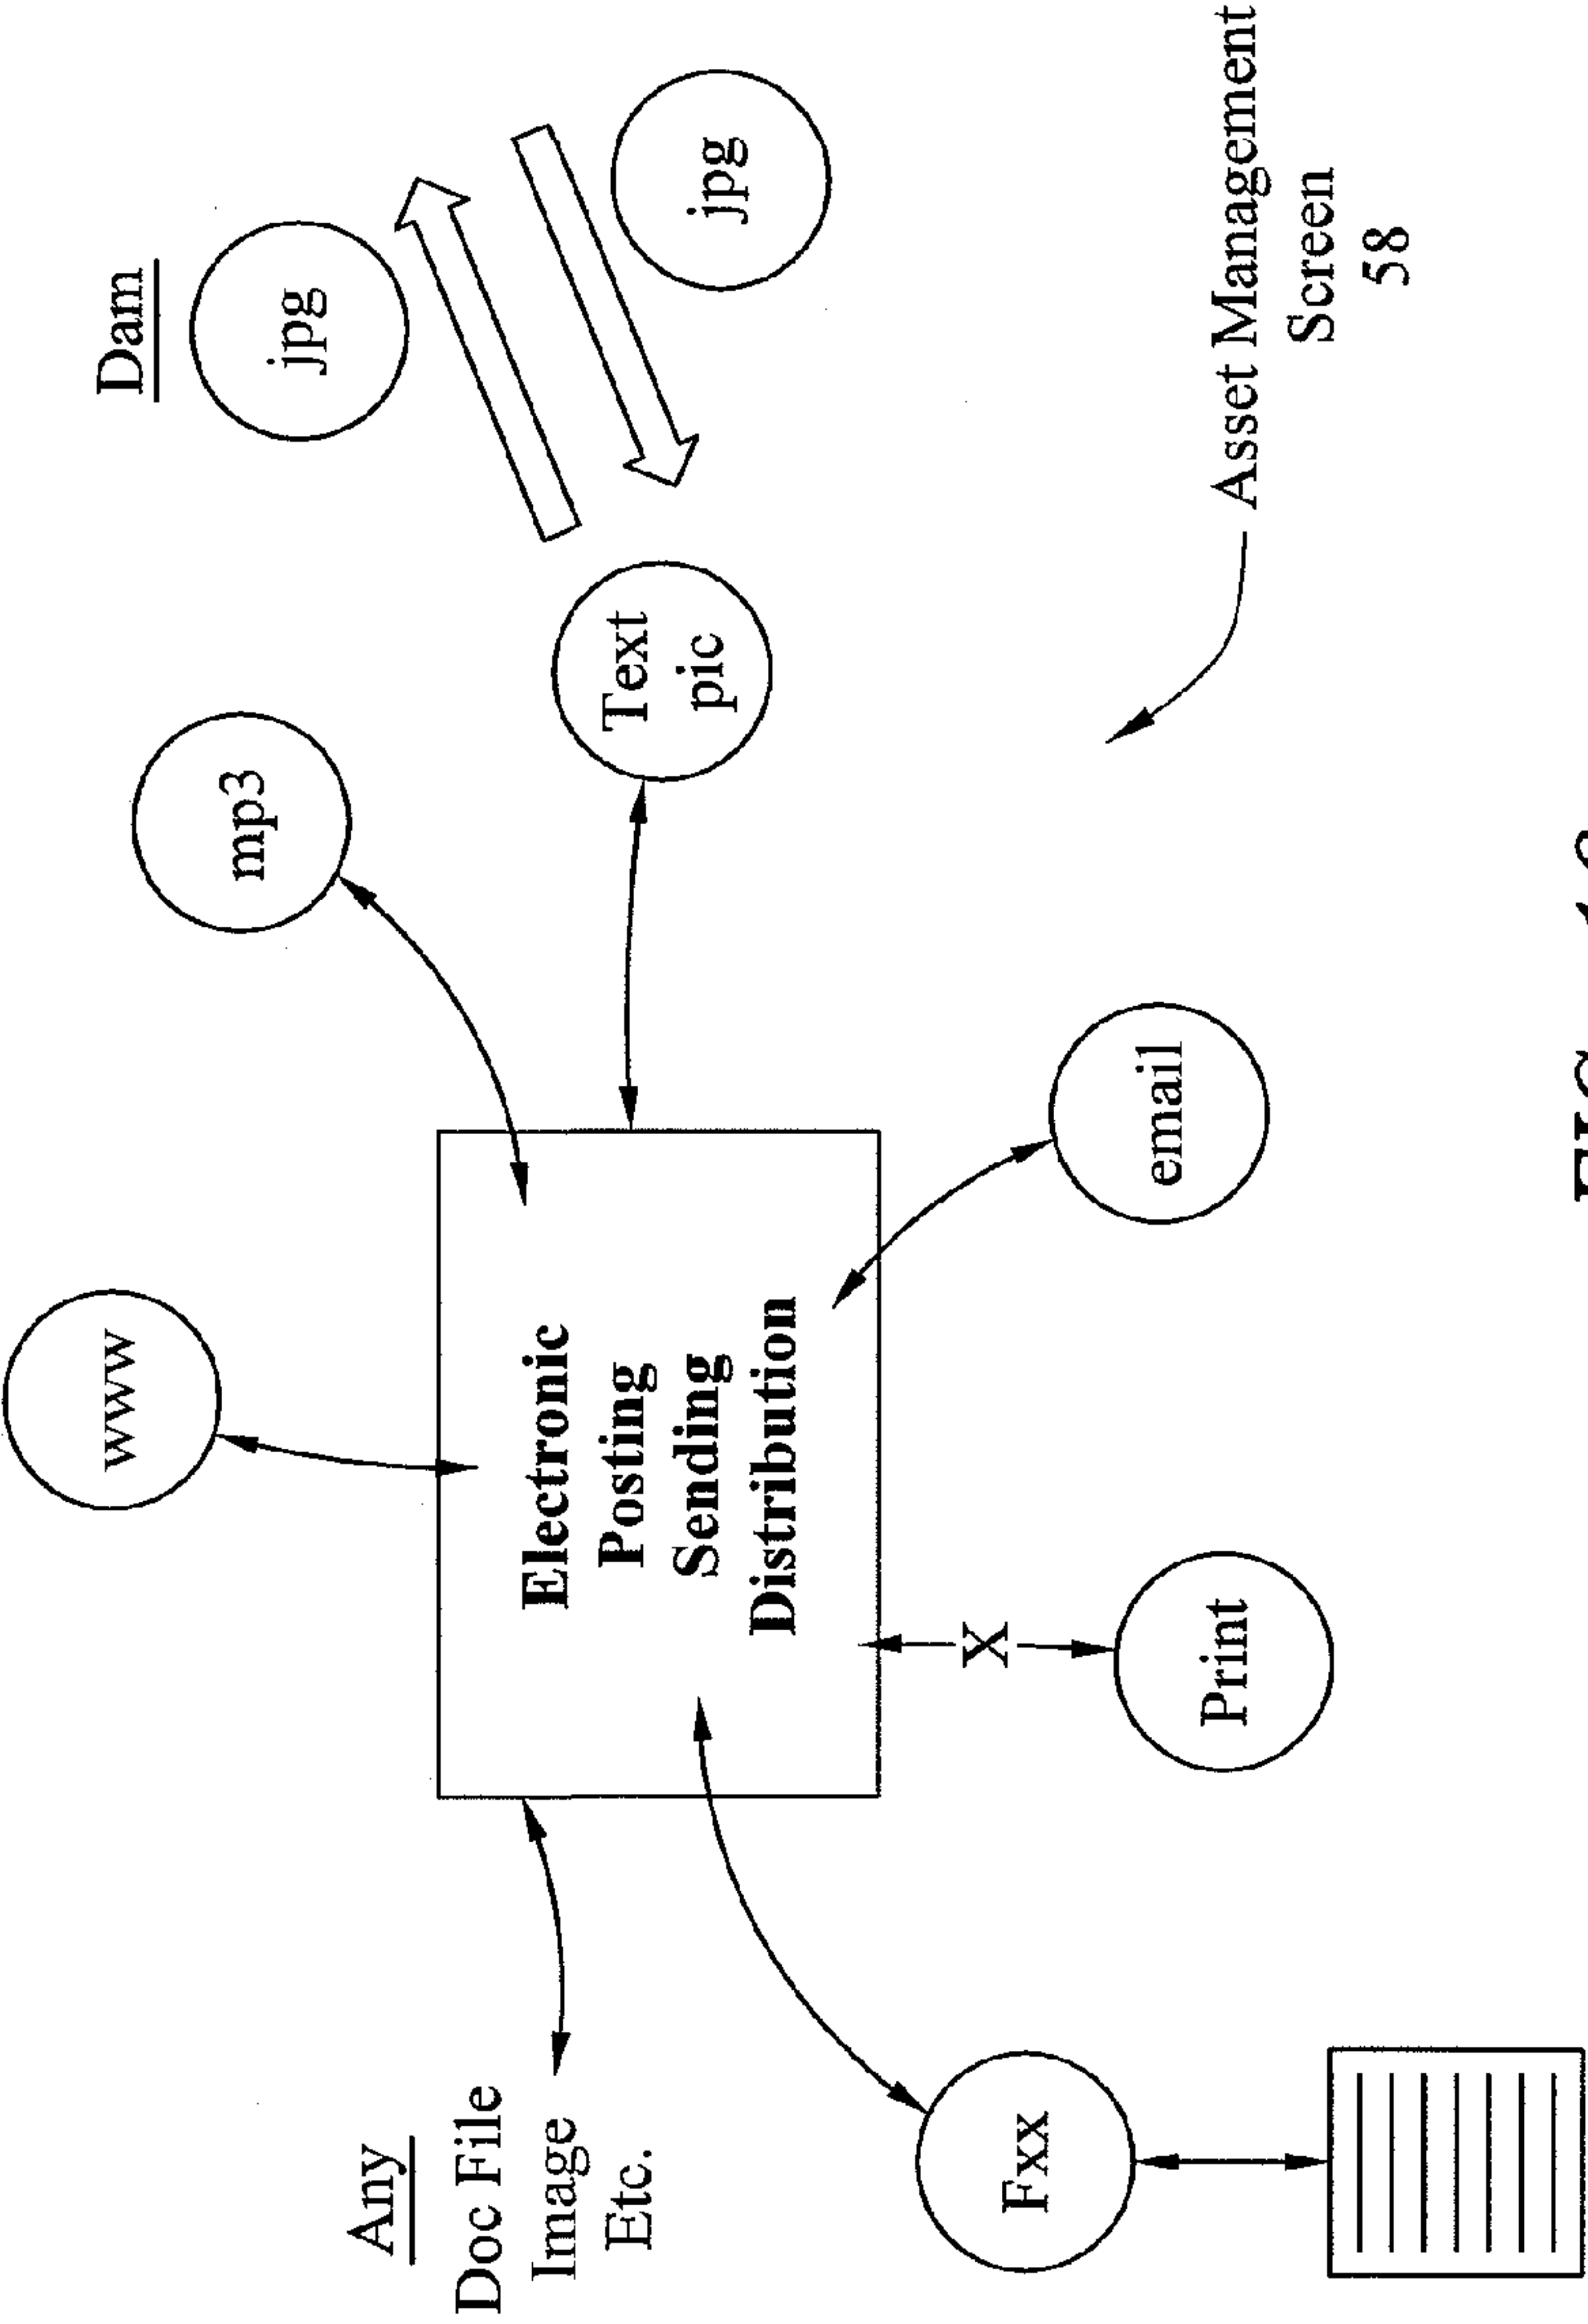 www
mp3
Dam
jpg
jpg
Text
pic
Any
Doc File
Image
Etc.
Electronic
Posting
Sending
Distribution
X
Fxx
Print
email
Asset Management
Screen
58